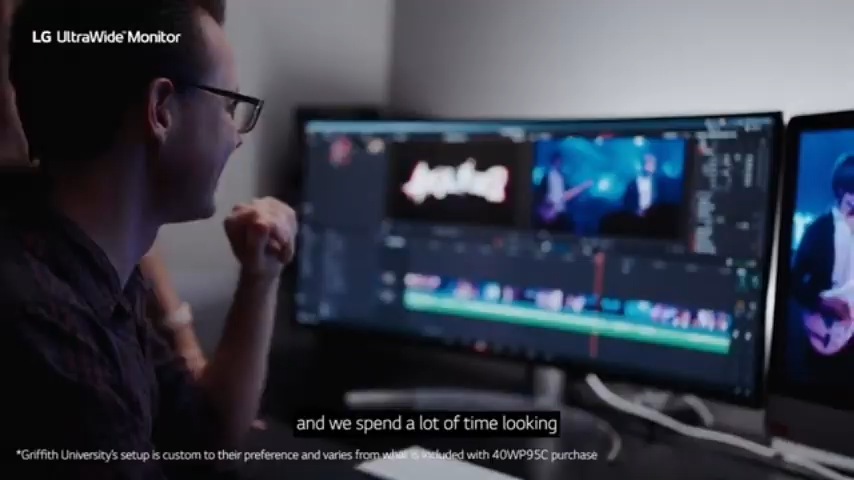 LG UltraWide™ Monitor
and we spend a lot of time looking
*Griffith University's setup is custom to their preference and varies from what is included with 40WP95C purchase